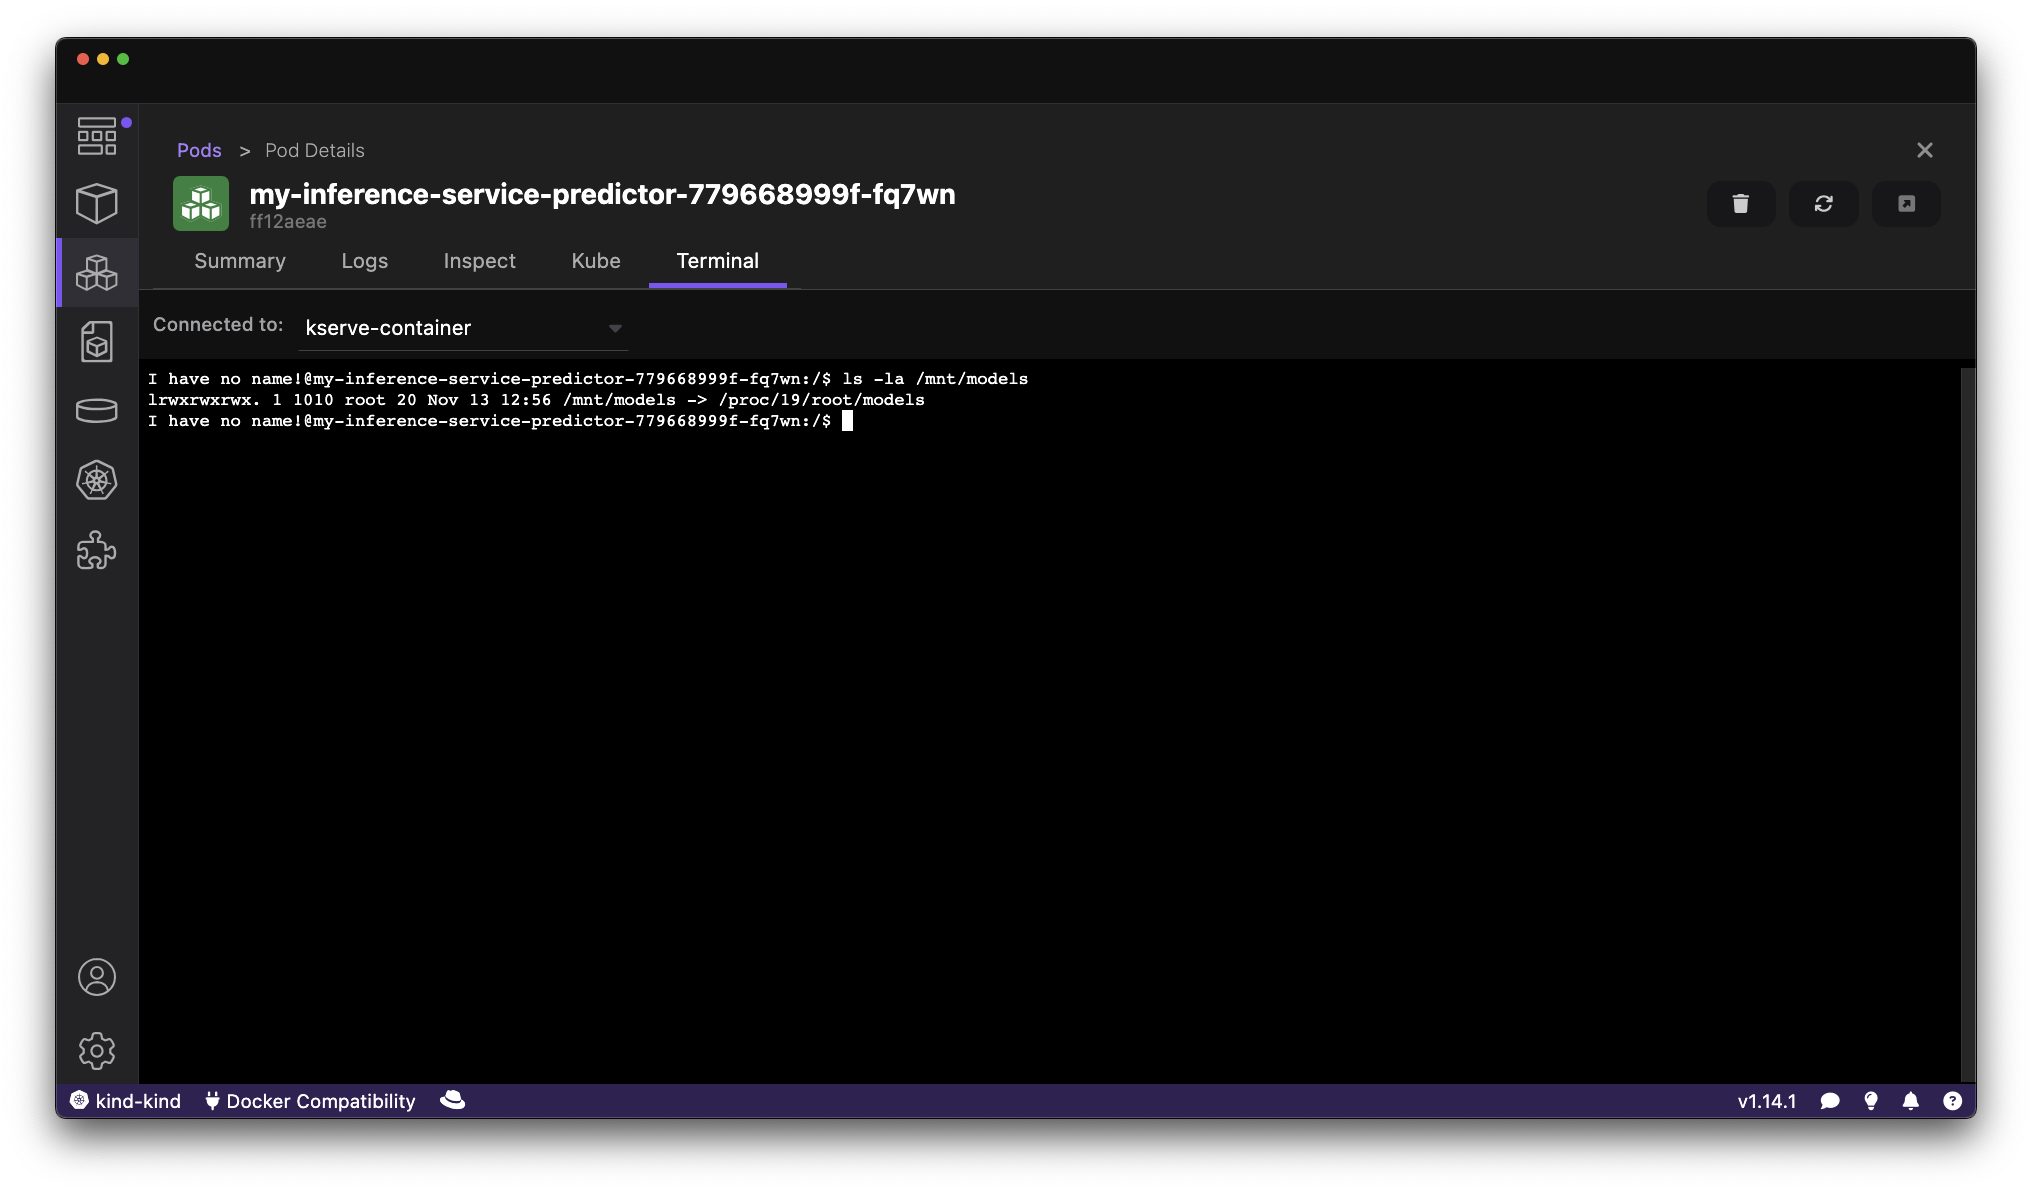 Pods > Pod Details
my-inference-service-predictor-779668999f-fq7wn
ff12aeae
Summary Logs Inspect Kube Terminal
Connected to: kserve-container
I have no name!@my-inference-service-predictor-779668999f-fq7wn:/$ ls -la /mnt/models
lrwxrwxrwx. 1 1010 root 20 Nov 13 12:56 /mnt/models -> /proc/19/root/models
I have no name!@my-inference-service-predictor-779668999f-fq7wn:/$
kind-kind Docker Compatibility v1.14.1